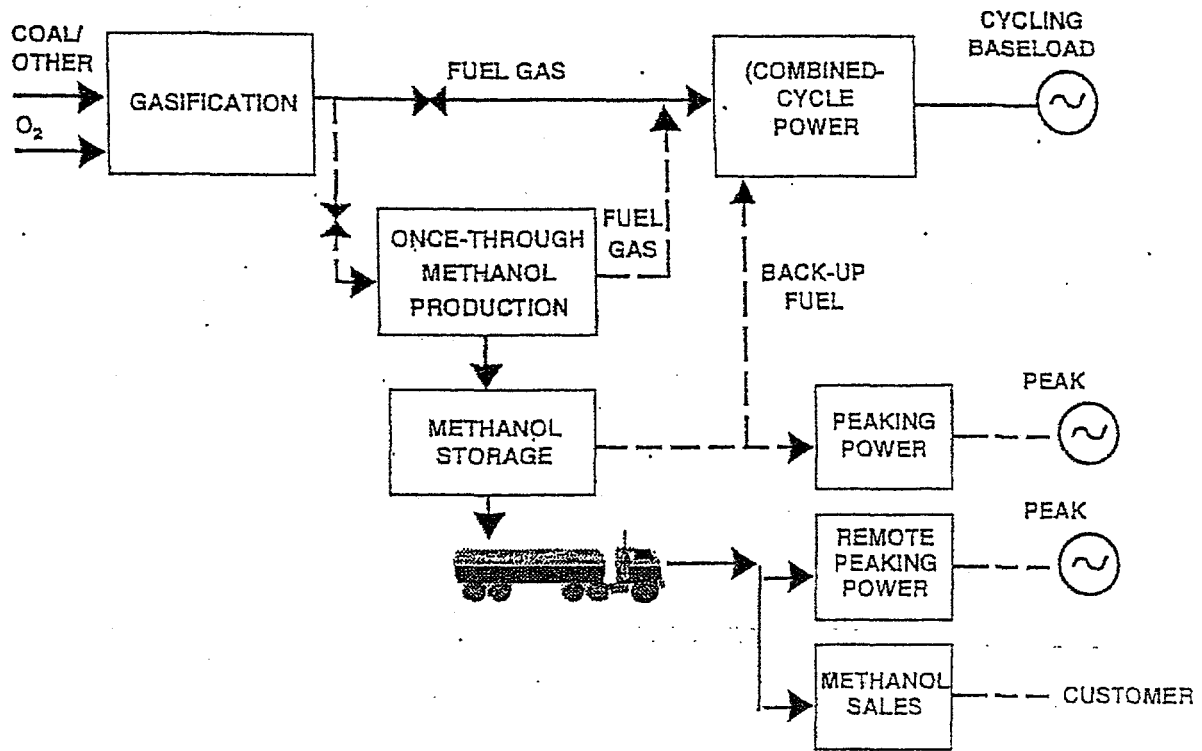 COAL/
OTHER
O₂
GASIFICATION
FUEL GAS
(COMBINED-
CYCLE
POWER
CYCLING
BASELOAD
ONCE-THROUGH
METHANOL
PRODUCTION
FUEL
GAS
BACK-UP
FUEL
METHANOL
STORAGE
PEAKING
POWER
PEAK
REMOTE
PEAKING
POWER
PEAK
METHANOL
SALES
CUSTOMER